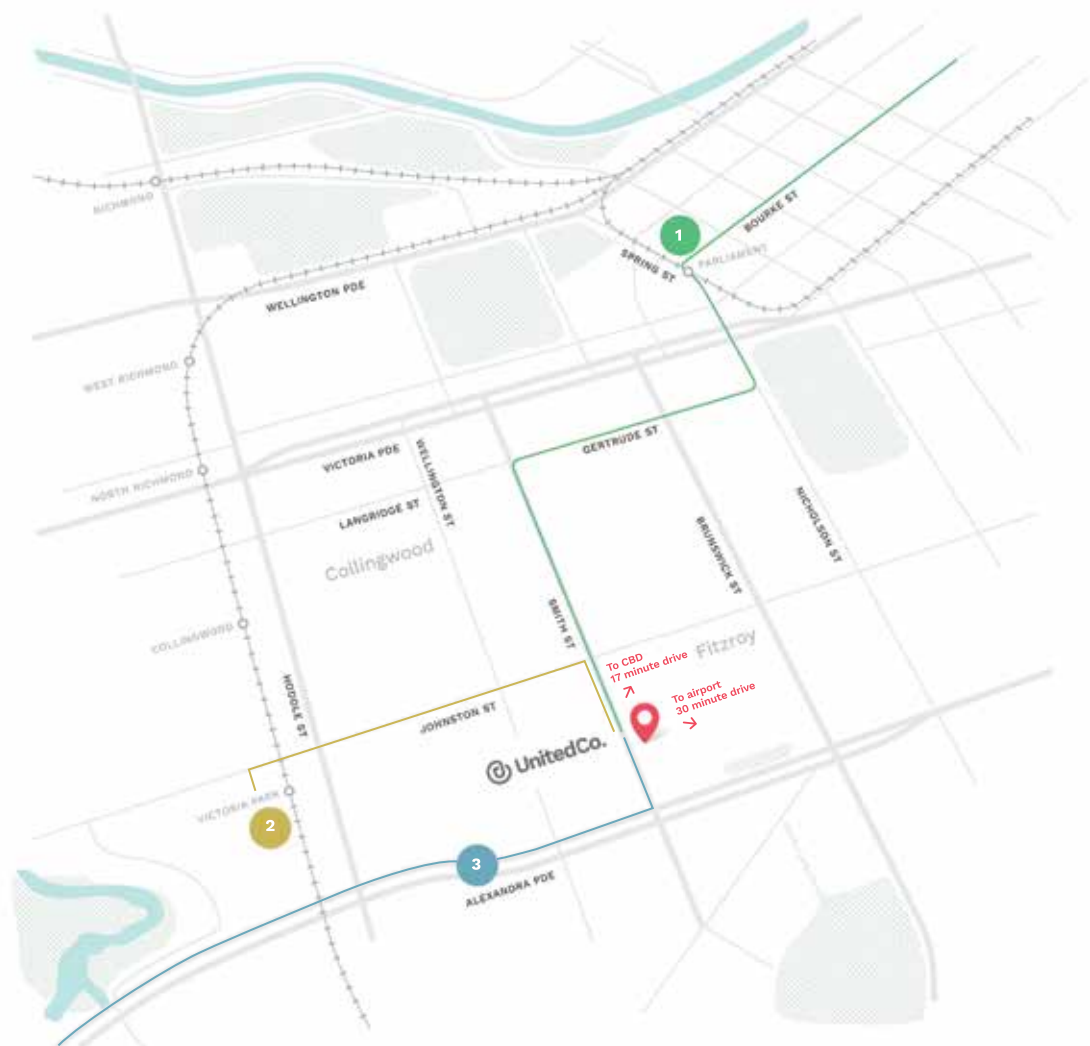 RICHMOND
1
BOURKE ST
PARLIAMENT
SPRING ST
WELLINGTON PDE
WEST RICHMOND
GERTRUDE ST
VICTORIA PDE
WELLINGTON ST
NORTH RICHMOND
LANGRIDGE ST
NICHOLSON ST
BRUNSWICK ST
Collingwood
SMITH ST
COLLINGWOOD
Fitzroy
To CBD
17 minute drive
To airport
30 minute drive
HODDLE ST
JOHNSTON ST
UnitedCo.
VICTORIA PARK
2
3
ALEXANDRA PDE